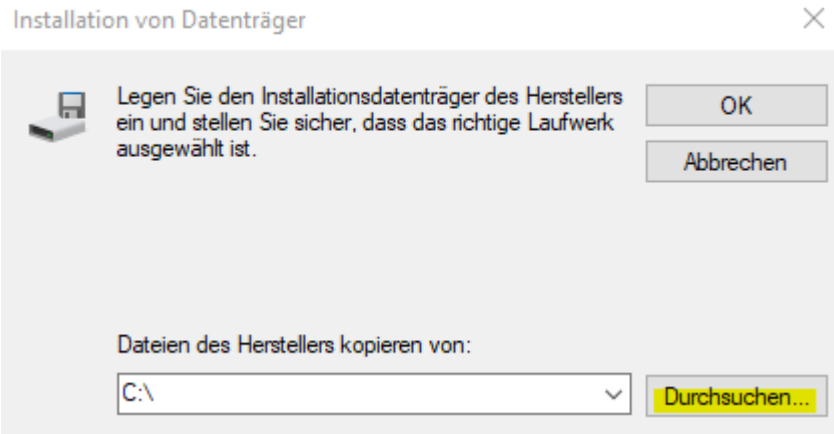 Installation von Datenträger
Legen Sie den Installationsdatenträger des Herstellers
ein und stellen Sie sicher, dass das richtige Laufwerk
ausgewählt ist.
OK
Abbrechen
Dateien des Herstellers kopieren von:
C:\
Durchsuchen...